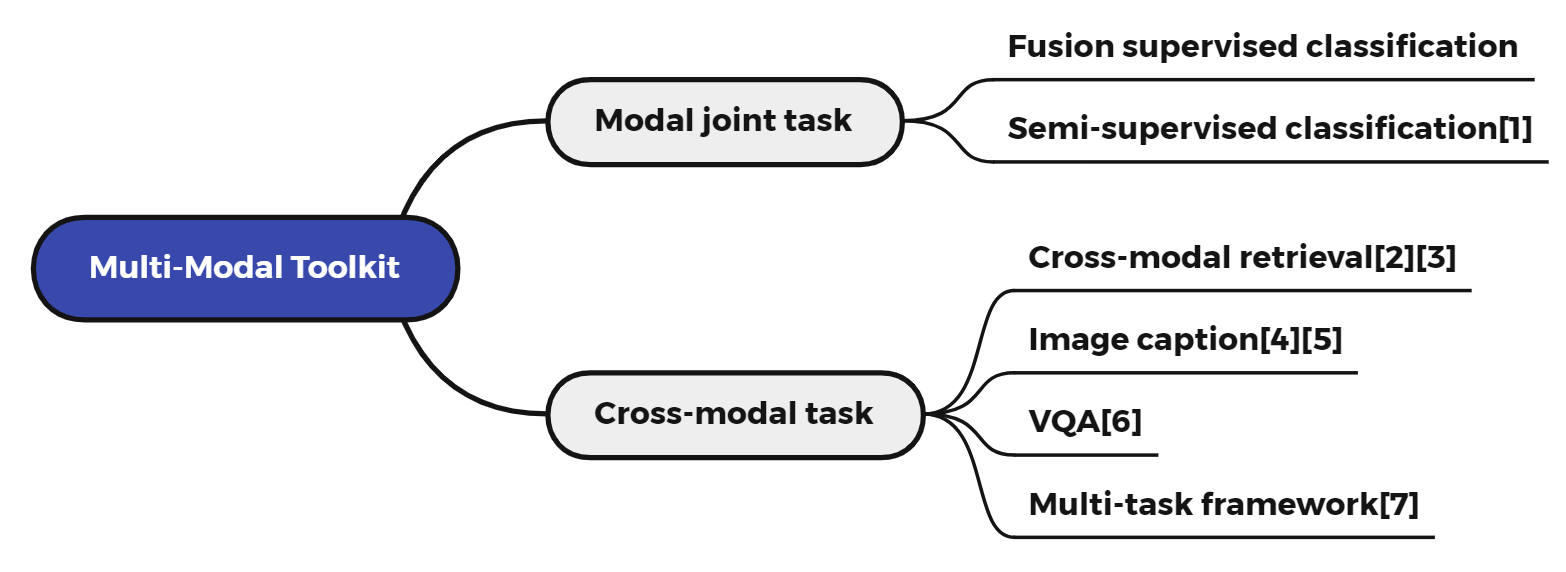 Multi-Modal Toolkit
Modal joint task
Fusion supervised classification
Semi-supervised classification[1]
Cross-modal task
Cross-modal retrieval[2][3]
Image caption[4][5]
VQA[6]
Multi-task framework[7]